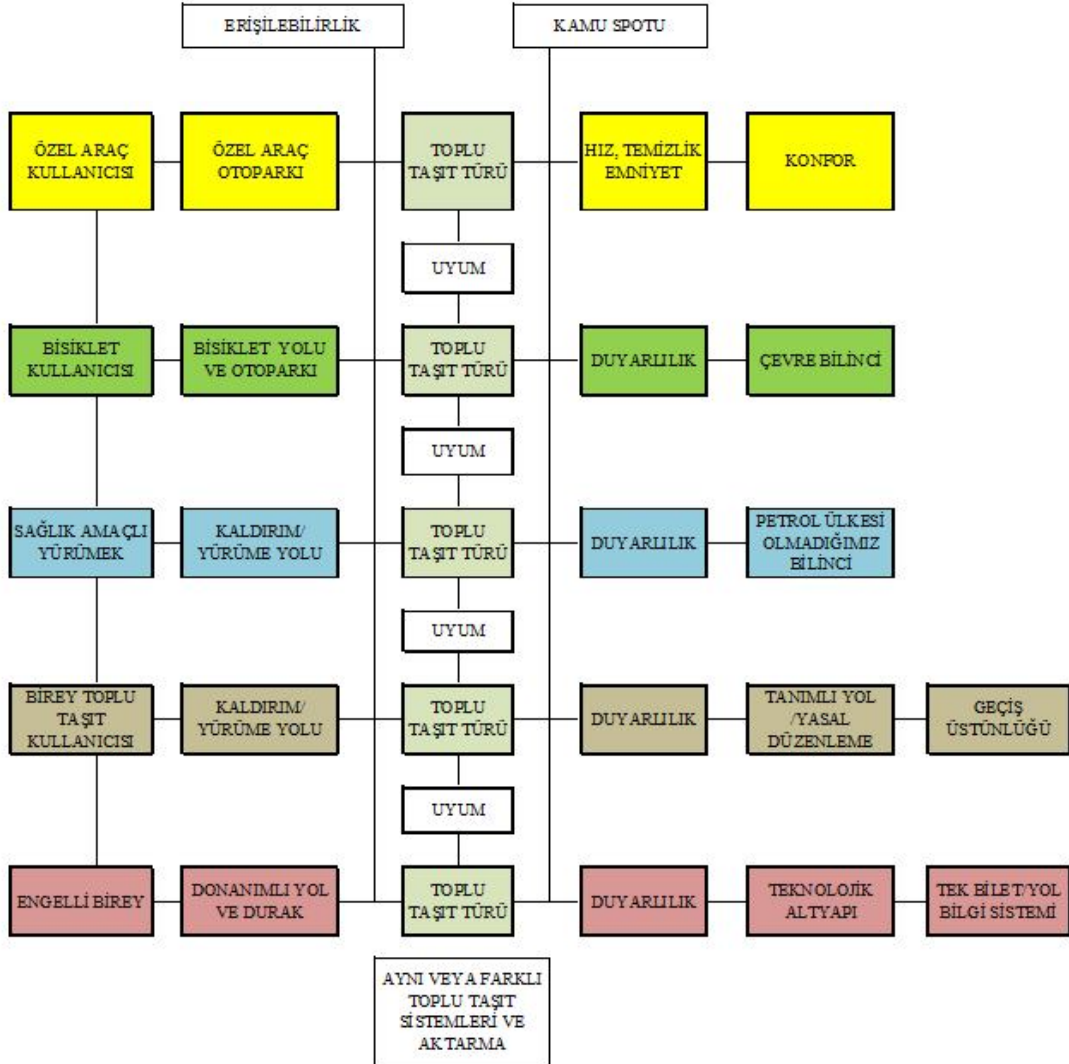 ERİŞİLEBİLİRLİK
KAMU SPOTU
ÖZEL ARAÇ
KULLANICISI
ÖZEL ARAÇ
OTOPARKI
TOPLU
TAŞIT TÜRÜ
HIZ, TEMİZLİK
EMNİYET
KONFOR
UYUM
BİSİKLET
KULLANICISI
BİSİKLET YOLU
VE OTOPARKI
TOPLU
TAŞIT TÜRÜ
DUYARLILIK
ÇEVRE BİLİNCİ
UYUM
SAĞLIK AMAÇLI
YÜRÜMEK
KALDIRIM/
YÜRÜME YOLU
TOPLU
TAŞIT TÜRÜ
DUYARLILIK
PETROL ÜLKESİ
OLMADIĞIMIZ
BİLİNCİ
UYUM
BİREY TOPLU
TAŞIT
KULLANICISI
KALDIRIM/
YÜRÜME YOLU
TOPLU
TAŞIT TÜRÜ
DUYARLILIK
TANIMLI YOL
/YASAL
DÜZENLEME
GEÇİŞ
ÜSTÜNLÜĞÜ
UYUM
ENGELLİ BİREY
DONANIMLI YOL
VE DURAK
TOPLU
TAŞIT TÜRÜ
DUYARLILIK
TEKNOLOJİK
ALTYAPI
TEK BİLET/YOL
BİLGİ SİSTEMİ
AYNI VEYA FARKLI
TOPLU TAŞIT
SİSTEMLERİ VE
AKTARMA